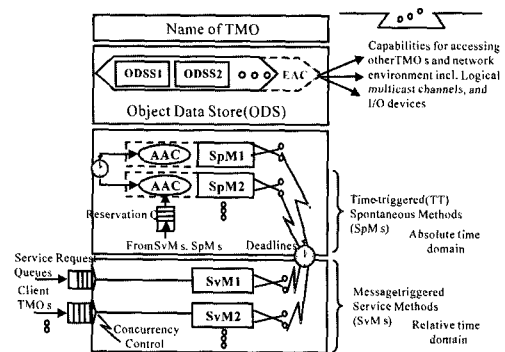 Name of TMO
ODSS1 ODSS2 EAC
Object Data Store(ODS)
Capabilities for accessing
otherTMO s and network
environment incl. Logical
multicast channels, and
I/O devices
AAC SpM1
AAC SpM2
Reservation Q
FromSvM s. SpM s
Deadlines
Time-triggered(TT)
Spontaneous Methods
(SpM s) Absolute time
domain
Service Request
Queues
Client
TMO s
SvM1
SvM2
Concurrency
Control
Messagetriggered
Service Methods
(SvM s) Relative time
domain